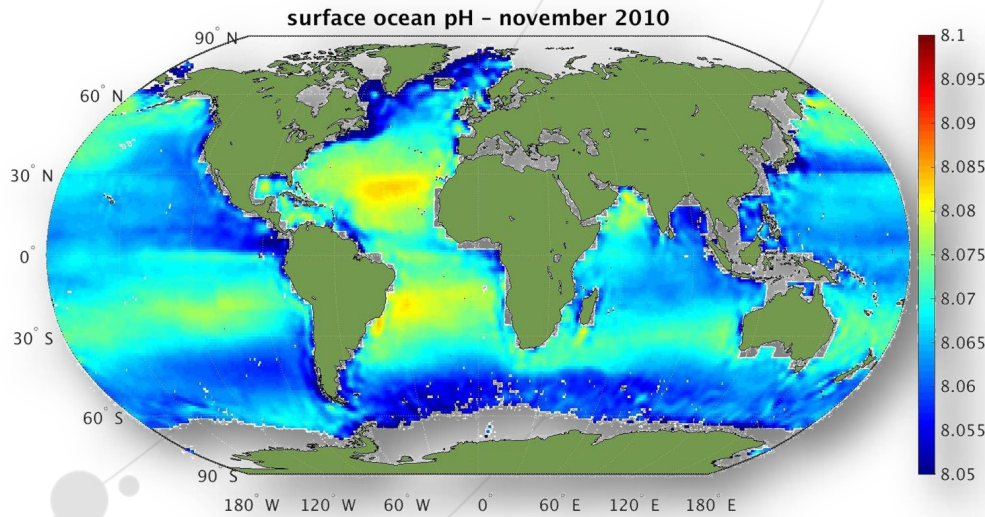 surface ocean pH – november 2010
90° N
60° N
30° N
0°
30° S
60° S
90° S
180° W 120° W 60° W 0° 60° E 120° E 180° E
8.1
8.095
8.09
8.085
8.08
8.075
8.07
8.065
8.06
8.055
8.05